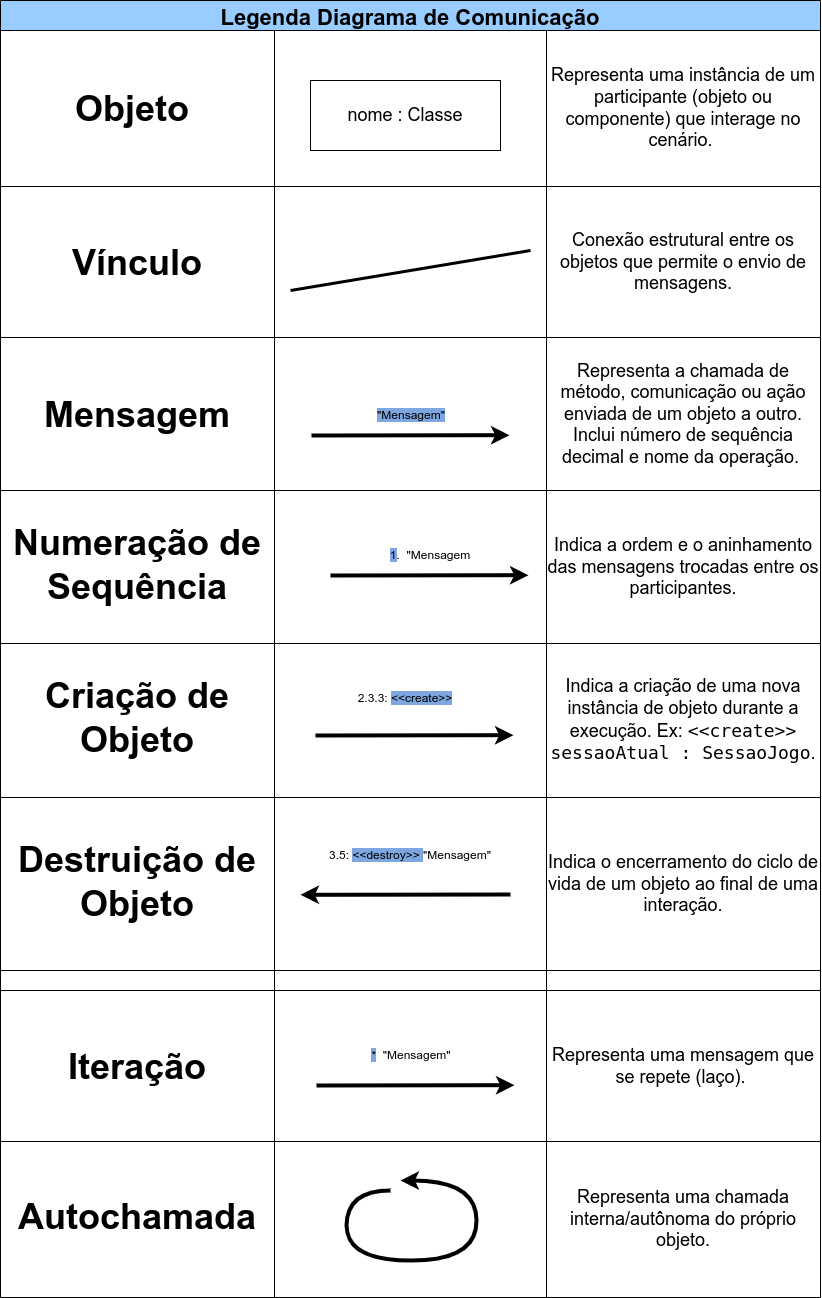 Legenda Diagrama de Comunicação
Objeto
nome : Classe
Representa uma instância de um
participante (objeto ou
componente) que interage no
cenário.
Vínculo
Conexão estrutural entre os
objetos que permite o envio de
mensagens.
Mensagem
"Mensagem"
Representa a chamada de
método, comunicação ou ação
enviada de um objeto a outro.
Inclui número de sequência
decimal e nome da operação.
Numeração de
Sequência
1. "Mensagem
Indica a ordem e o aninhamento
das mensagens trocadas entre os
participantes.
Criação de
Objeto
2.3.3: <<create>>
Indica a criação de uma nova
instância de objeto durante a
execução. Ex: <<create>>
sessaoAtual : SessaoJogo.
Destruição de
Objeto
3.5: <<destroy>> "Mensagem"
Indica o encerramento do ciclo de
vida de um objeto ao final de uma
interação.
Iteração
* "Mensagem"
Representa uma mensagem que
se repete (laço).
Autochamada
Representa uma chamada
interna/autônoma do próprio
objeto.